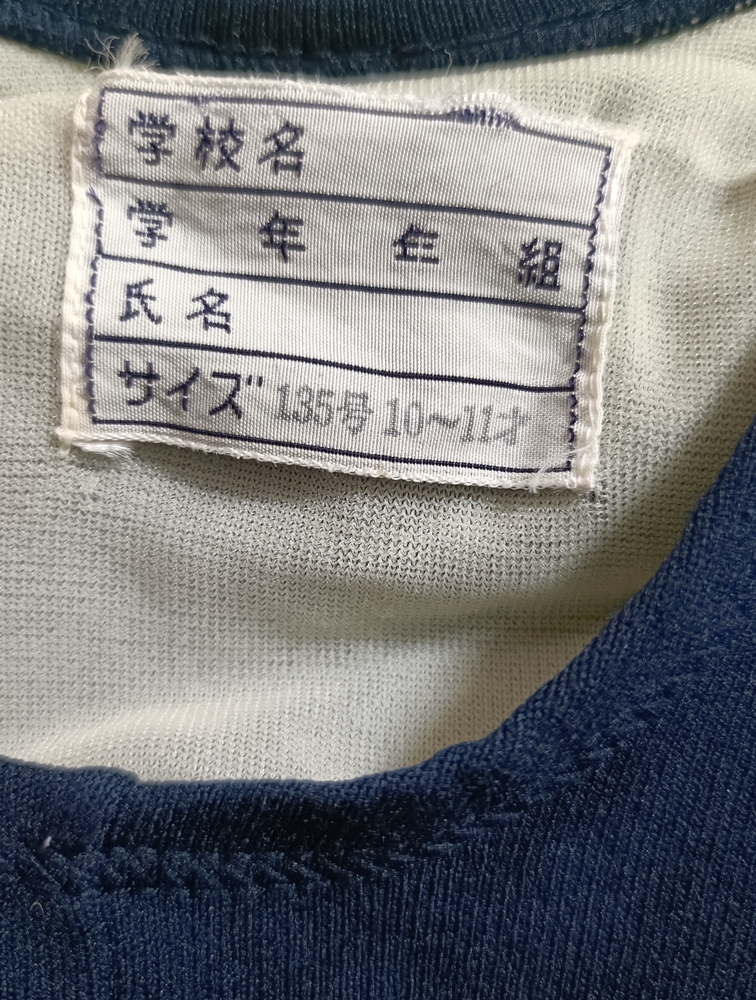 学校名
学 年 年 組
氏名
サイズ 135号 10～11才